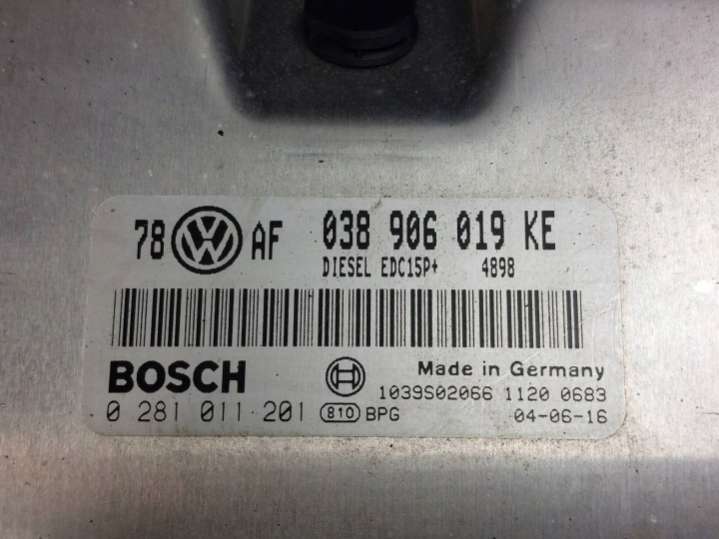 78 VW AF 038 906 019 KE
DIESEL EDC15P+ 4898
BOSCH Made in Germany
1039S02066 1120 0683
0 281 011 201 810 BPG 04-06-16